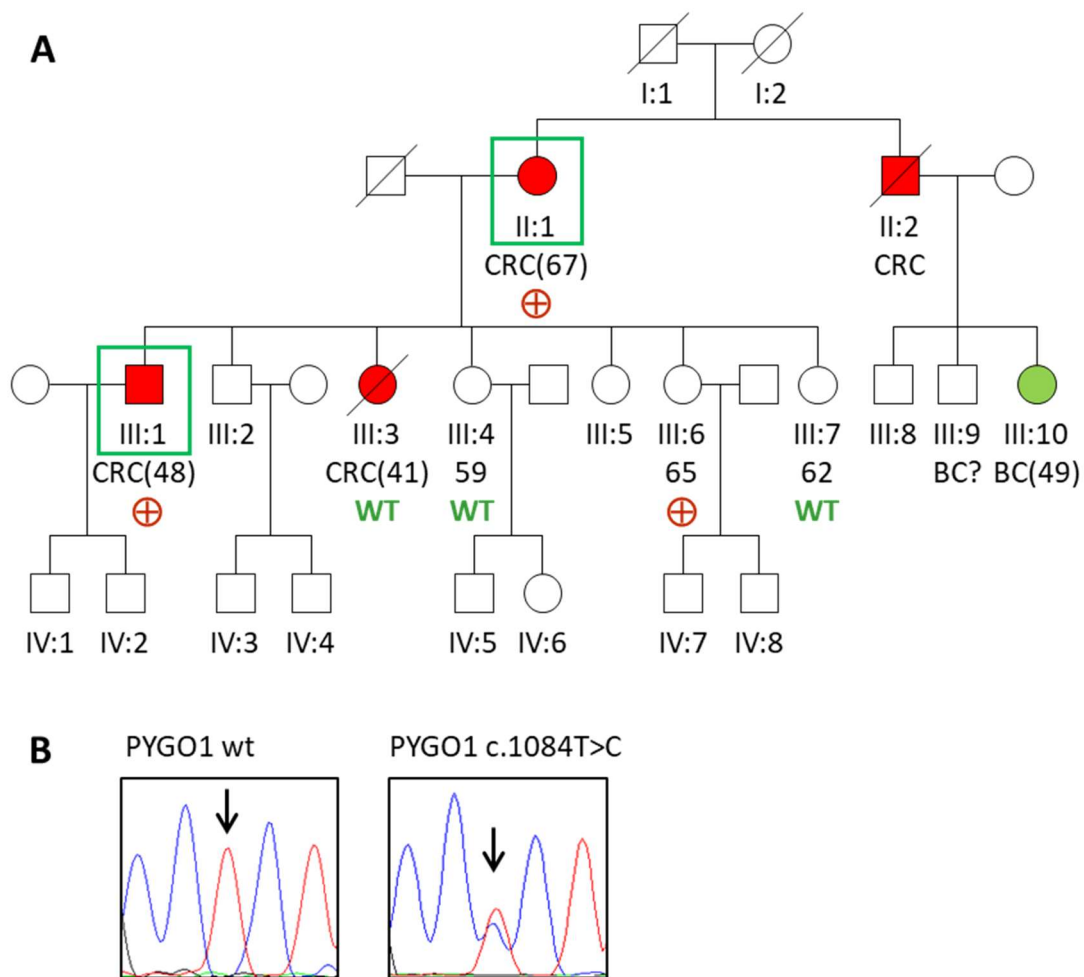 A
I:1 I:2
II:1 II:2
CRC(67) CRC
III:1 III:2 III:3 III:4 III:5 III:6 III:7 III:8 III:9 III:10
CRC(48) CRC(41) 59 65 62 BC? BC(49)
WT WT WT
IV:1 IV:2 IV:3 IV:4 IV:5 IV:6 IV:7 IV:8
B
PYGO1 wt PYGO1 c.1084T>C